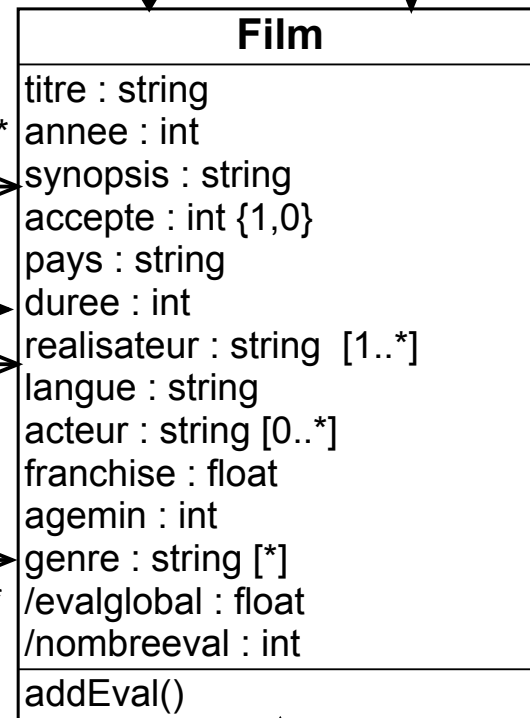 Film
titre : string
* annee : int
synopsis : string
accepte : int {1,0}
pays : string
duree : int
realisateur : string [1..*]
langue : string
acteur : string [0..*]
franchise : float
agemin : int
genre : string [*]
/evalglobal : float
/nombreeval : int
addEval()